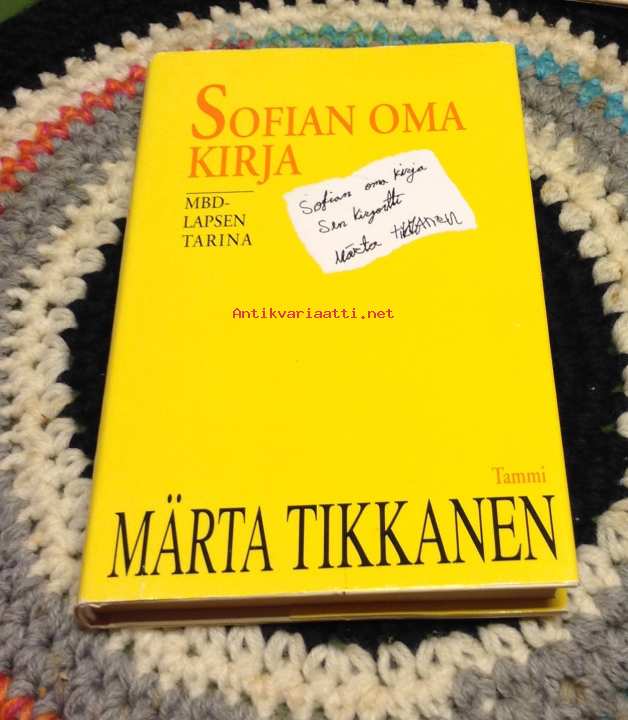 SOFIAN OMA
KIRJA
MBD-
LAPSEN
TARINA
Sofian oma kirja
Sen kirjoitti
Märta TIKKANEN
Antikvariaatti.net
Tammi
MÄRTA TIKKANEN